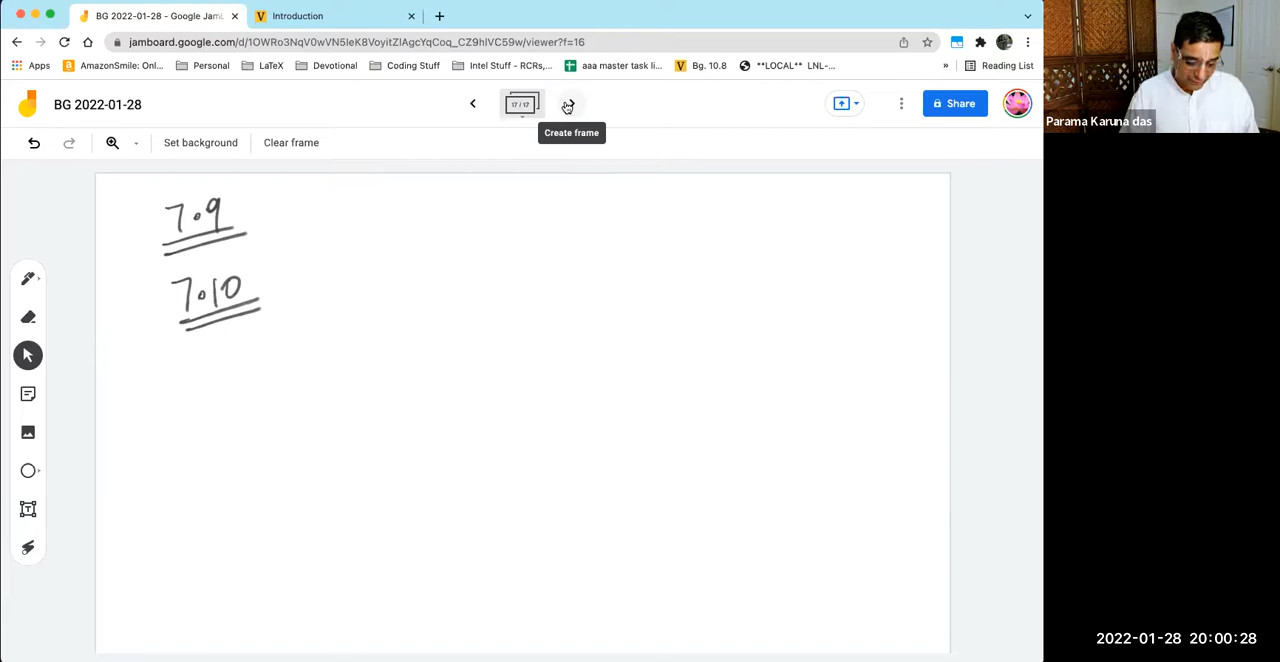 BG 2022-01-28 - Google Jam
Introduction
jamboard.google.com/d/1OWRo3NqV0wVN5IeK8VoyitZlAgcYqCoq_CZ9hlVC59w/viewer?f=16
Apps
AmazonSmile: Onl...
Personal
LaTeX
Devotional
Coding Stuff
Intel Stuff - RCRs,...
aaa master task li...
Bg. 10.8
**LOCAL** LNL-...
»
Reading List
BG 2022-01-28
17 / 17
Share
Create frame
Set background
Clear frame
7.9
7.10
Parama Karuna das
2022-01-28 20:00:28